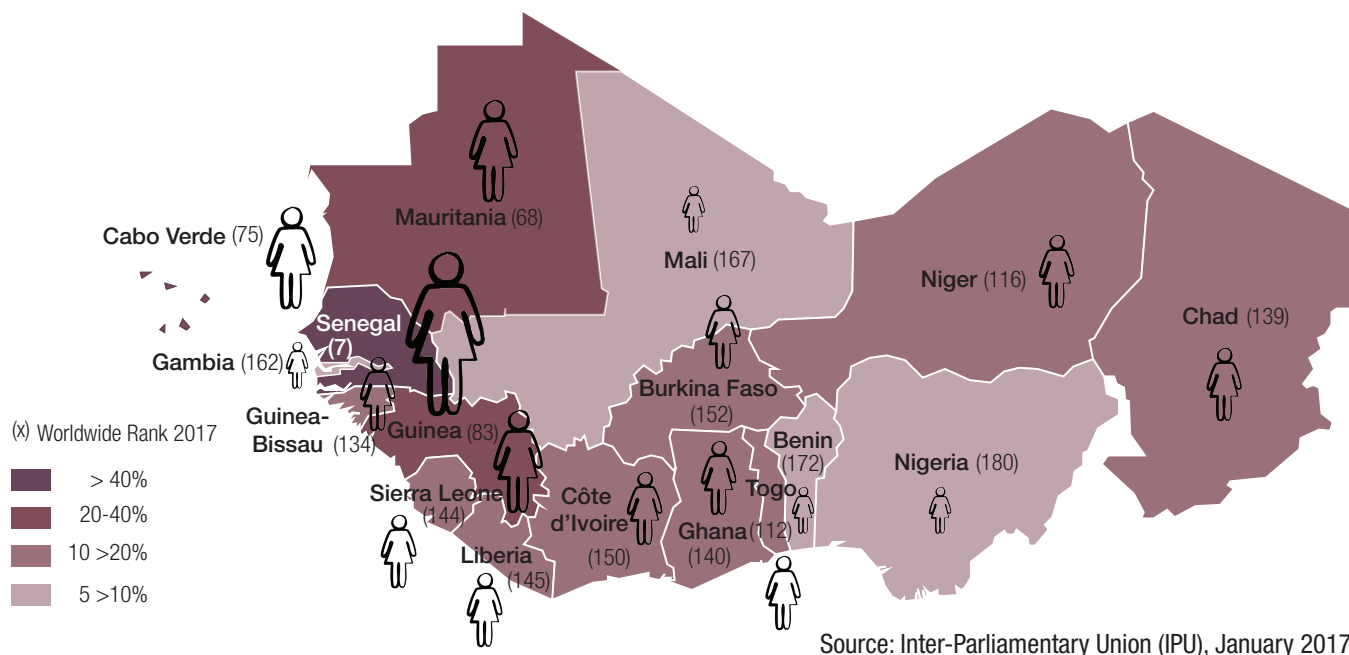 Mauritania (68)
Cabo Verde (75)
Mali (167)
Niger (116)
Chad (139)
Senegal
(7)
Gambia (162)
Burkina Faso
(152)
Guinea-
Bissau (134)
Guinea (83)
Benin
(172)
Nigeria (180)
Sierra Leone
(144)
Côte
d’Ivoire
(150)
Togo
(112)
Ghana
(140)
Liberia
(145)
(x) Worldwide Rank 2017
> 40%
20-40%
10 >20%
5 >10%
Source: Inter-Parliamentary Union (IPU), January 2017